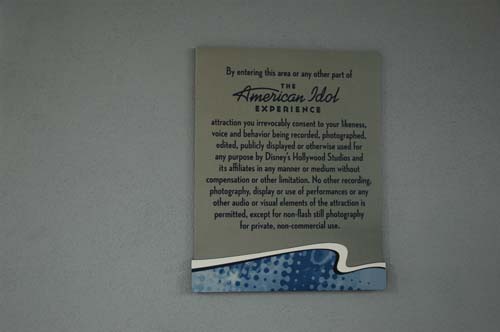 By entering this area or any other part of
THE
American Idol
EXPERIENCE
attraction you irrevocably consent to your likeness,
voice and behavior being recorded, photographed,
edited, publicly displayed or otherwise used for
any purpose by Disney's Hollywood Studios and
its affiliates in any manner or medium without
compensation or other limitation. No other recording,
photography, display or use of performances or any
other audio or visual elements of the attraction is
permitted, except for non-flash still photography
for private, non-commercial use.